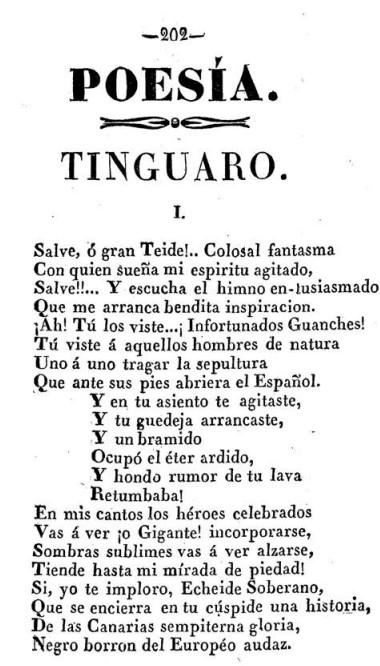 —202—
POESÍA.
TINGUARO.
I.
Salve, ó gran Teide!.. Colosal fantasma
Con quien sueña mi espiritu agitado,
Salve!!... Y escucha el himno en-tusiasmado
Que me arranca bendita inspiracion.
¡Ah! Tú los viste...¡ Infortunados Guanches!
Tú viste á aquellos hombres de natura
Uno á uno tragar la sepultura
Que ante sus pies abriera el Español.
Y en tu asiento te agitaste,
Y tu guedeja arrancaste,
Y un bramido
Ocupó el éter ardido,
Y hondo rumor de tu lava
Retumbaba!
En mis cantos los héroes celebrados
Vas á ver ¡o Gigante! incorporarse,
Sombras sublimes vas á ver alzarse,
Tiende hasta mi mírada de piedad!
Si, yo te imploro, Echeide Soberano,
Que se encierra en tu cúspide una historia,
De las Canarias sempiterna gloria,
Negro borron del Européo audaz.